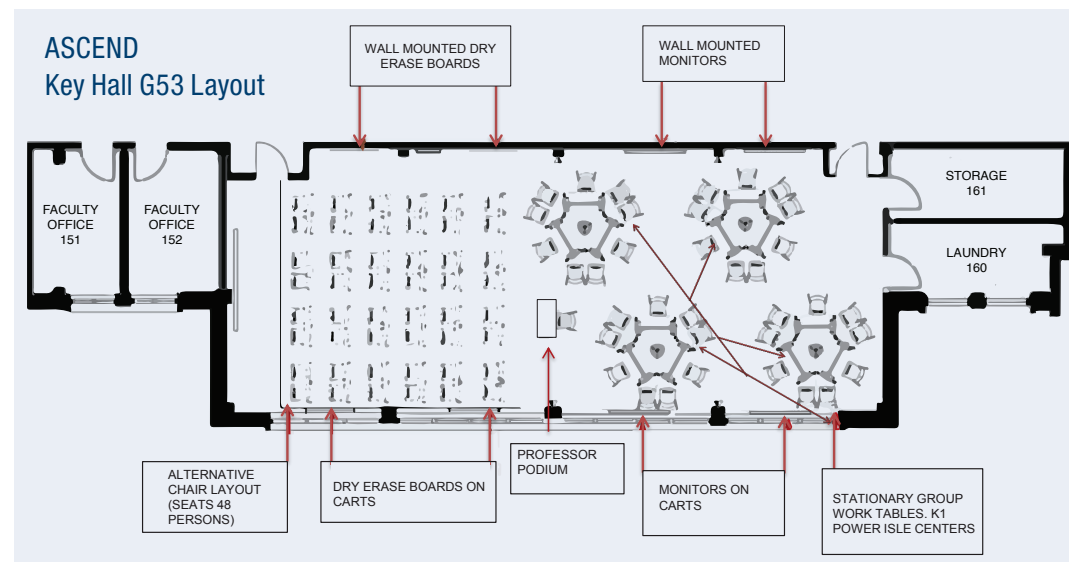 ASCEND
Key Hall G53 Layout
WALL MOUNTED DRY
ERASE BOARDS
WALL MOUNTED
MONITORS
FACULTY
OFFICE
151
FACULTY
OFFICE
152
STORAGE
161
LAUNDRY
160
ALTERNATIVE
CHAIR LAYOUT
(SEATS 48
PERSONS)
DRY ERASE BOARDS ON
CARTS
PROFESSOR
PODIUM
MONITORS ON
CARTS
STATIONARY GROUP
WORK TABLES. K1
POWER ISLE CENTERS